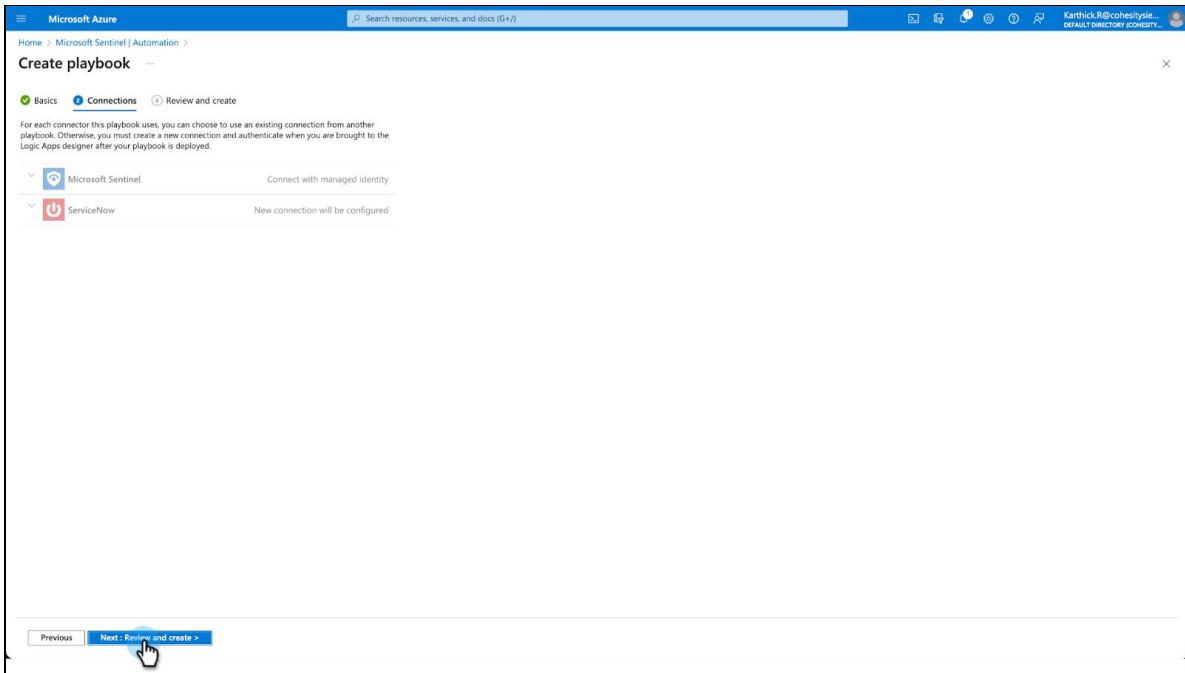 Microsoft Azure
Search resources, services, and docs (G+/)
1
Karthick.R@cohesitysie...
DEFAULT DIRECTORY (COHESITY...
Home > Microsoft Sentinel | Automation >
Create playbook ...
Basics 2 Connections 3 Review and create
For each connector this playbook uses, you can choose to use an existing connection from another
playbook. Otherwise, you must create a new connection and authenticate when you are brought to the
Logic Apps designer after your playbook is deployed.
Microsoft Sentinel Connect with managed identity
ServiceNow New connection will be configured
Previous Next : Review and create >